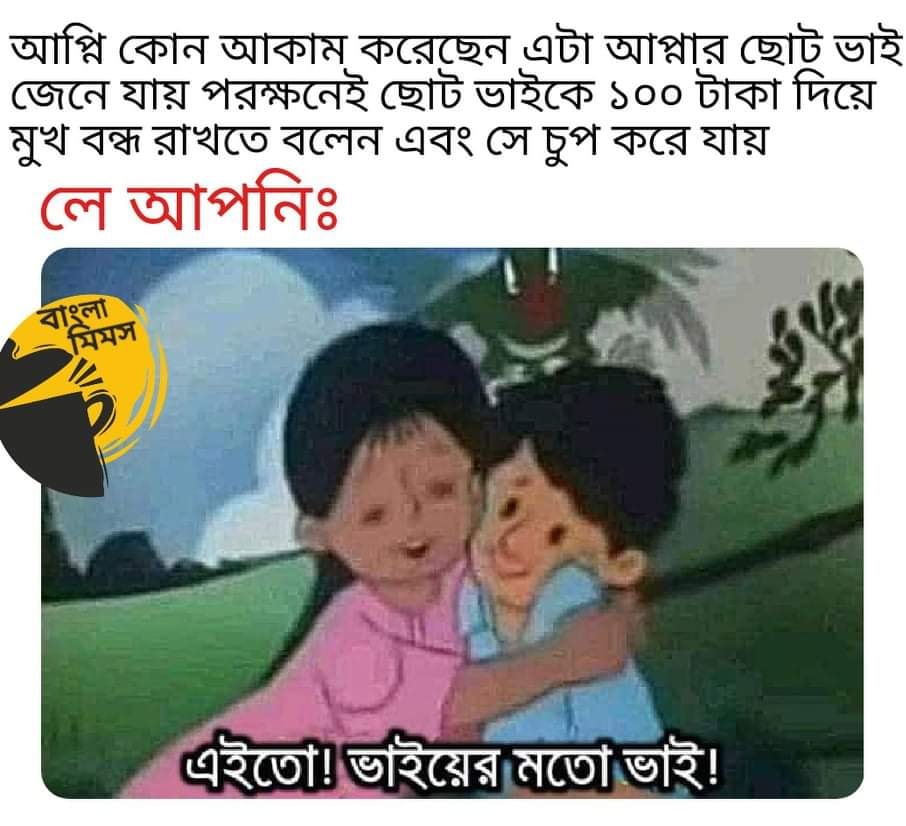 আপ্নি কোন আকাম করেছেন এটা আপ্নার ছোট ভাই
জেনে যায় পরক্ষনেই ছোট ভাইকে ১০০ টাকা দিয়ে
মুখ বন্ধ রাখতে বলেন এবং সে চুপ করে যায়
লে আপনিঃ
বাংলা
মিমস
এইতো! ভাইয়ের মতো ভাই!